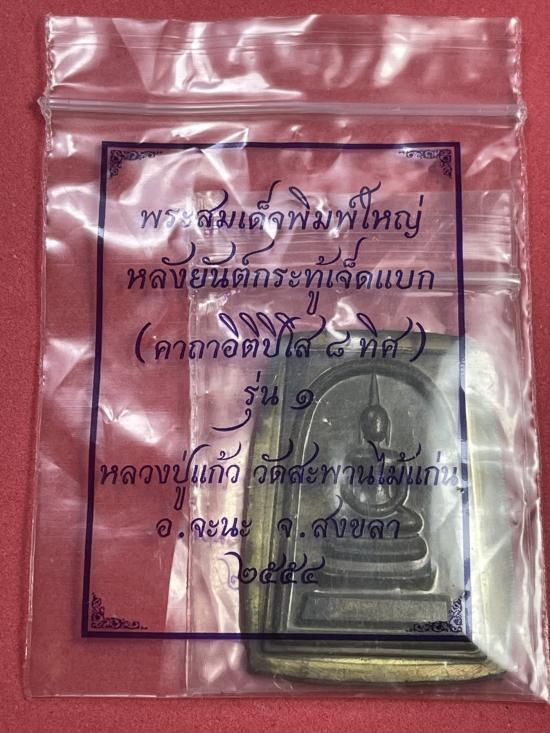 พระสมเด็จพิมพ์ใหญ่
หลังยันต์กระทู้เจ็ดแบก
(คาถาอิติปิโส ๘ ทิศ)
รุ่น ๑
หลวงปู่แก้ว วัดสะพานไม้แก่น
อ.จะนะ จ.สงขลา
๒๕๕๔